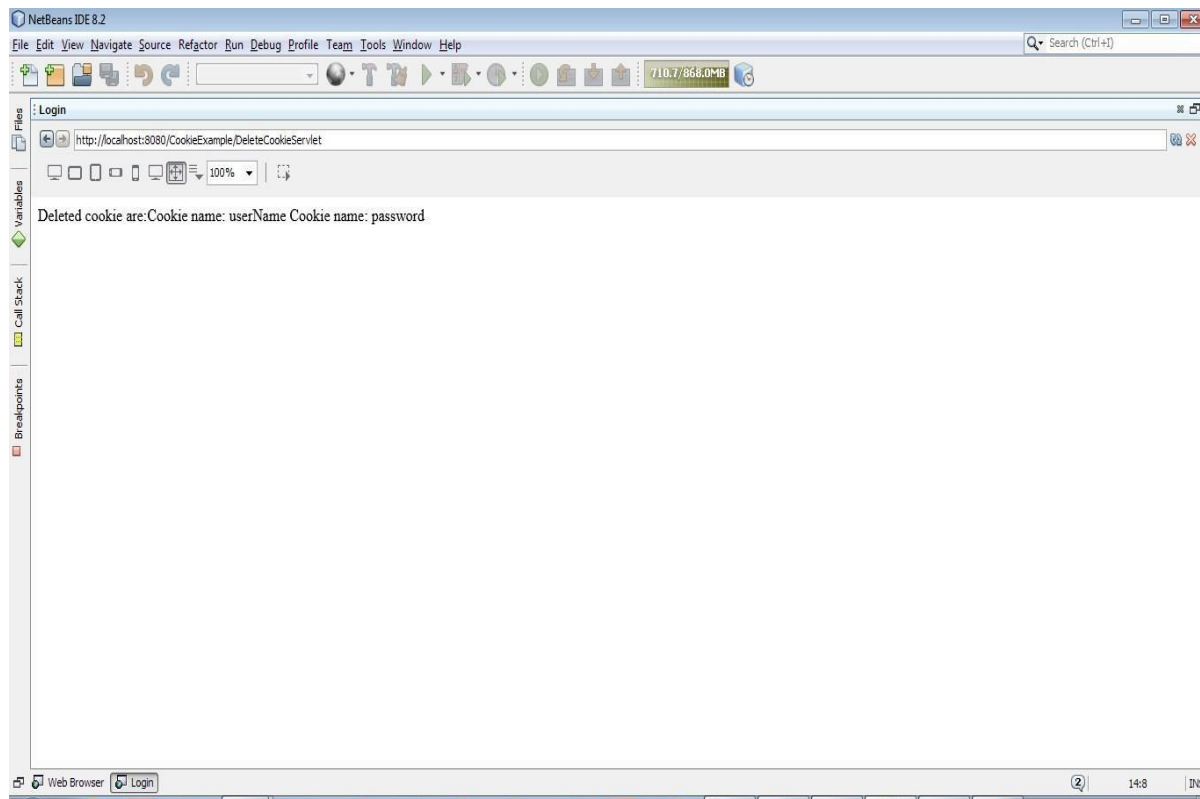 NetBeans IDE 8.2
File Edit View Navigate Source Refactor Run Debug Profile Team Tools Window Help
Search (Ctrl+I)
710.7/868.0MB
Files
Login
http://localhost:8080/CookieExample/DeleteCookieServlet
100%
Variables
Deleted cookie are:Cookie name: userName Cookie name: password
Call Stack
Breakpoints
Web Browser Login
2
14:8